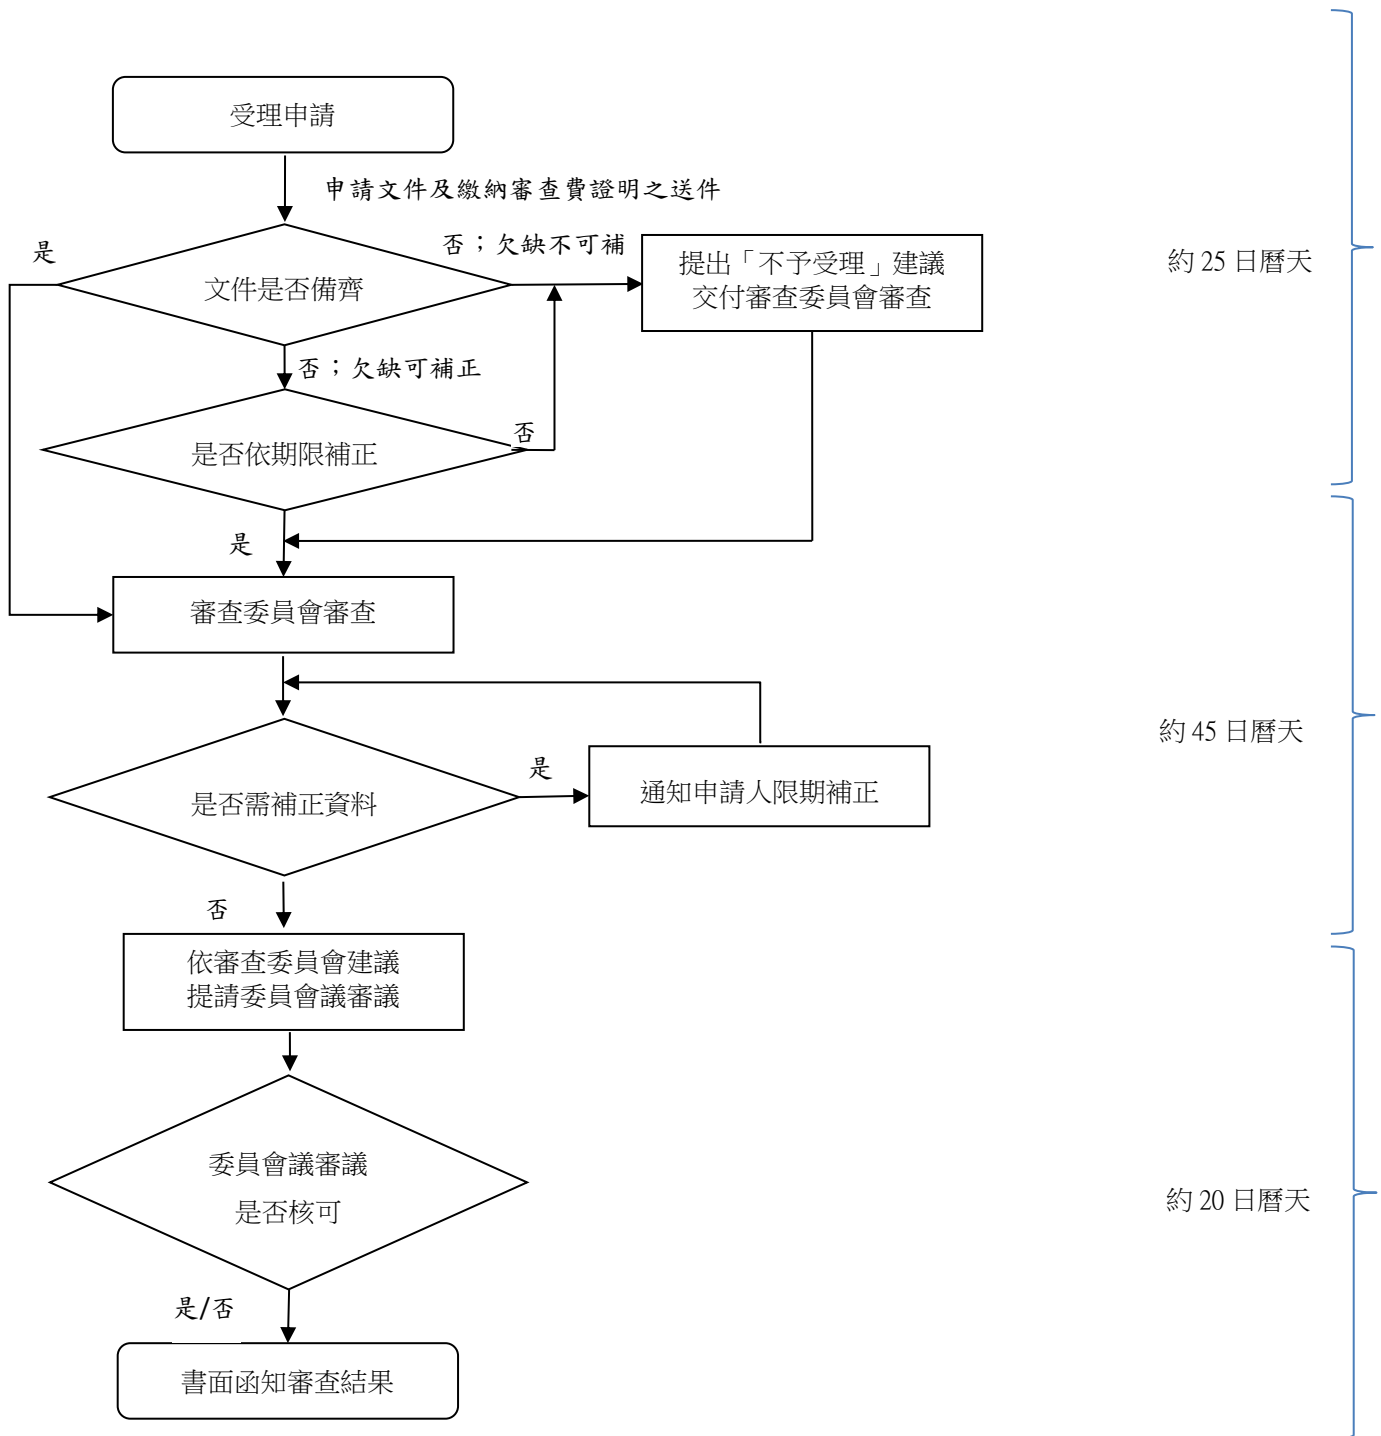 受理申請
申請文件及繳納審查費證明之送件
是
否；欠缺不可補
文件是否備齊
提出「不予受理」建議
交付審查委員會審查
約 25 日曆天
否；欠缺可補正
否
是否依期限補正
是
審查委員會審查
約 45 日曆天
是
是否需補正資料
通知申請人限期補正
否
依審查委員會建議
提請委員會議審議
委員會議審議
是否核可
約 20 日曆天
是/否
書面函知審查結果